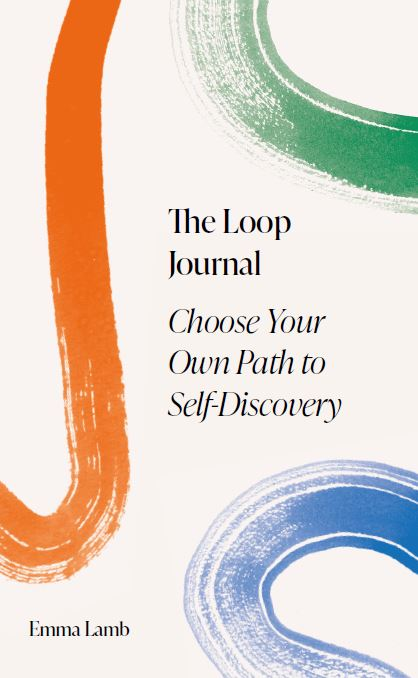 The Loop
Journal
Choose Your
Own Path to
Self-Discovery
Emma Lamb